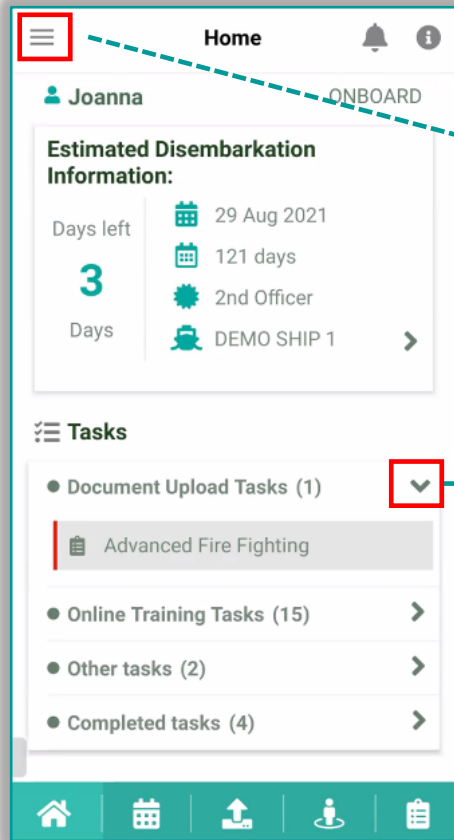 Home
Joanna
ONBOARD
Estimated Disembarkation
Information:
Days left
3
Days
29 Aug 2021
121 days
2nd Officer
DEMO SHIP 1
Tasks
Document Upload Tasks (1)
Advanced Fire Fighting
Online Training Tasks (15)
Other tasks (2)
Completed tasks (4)